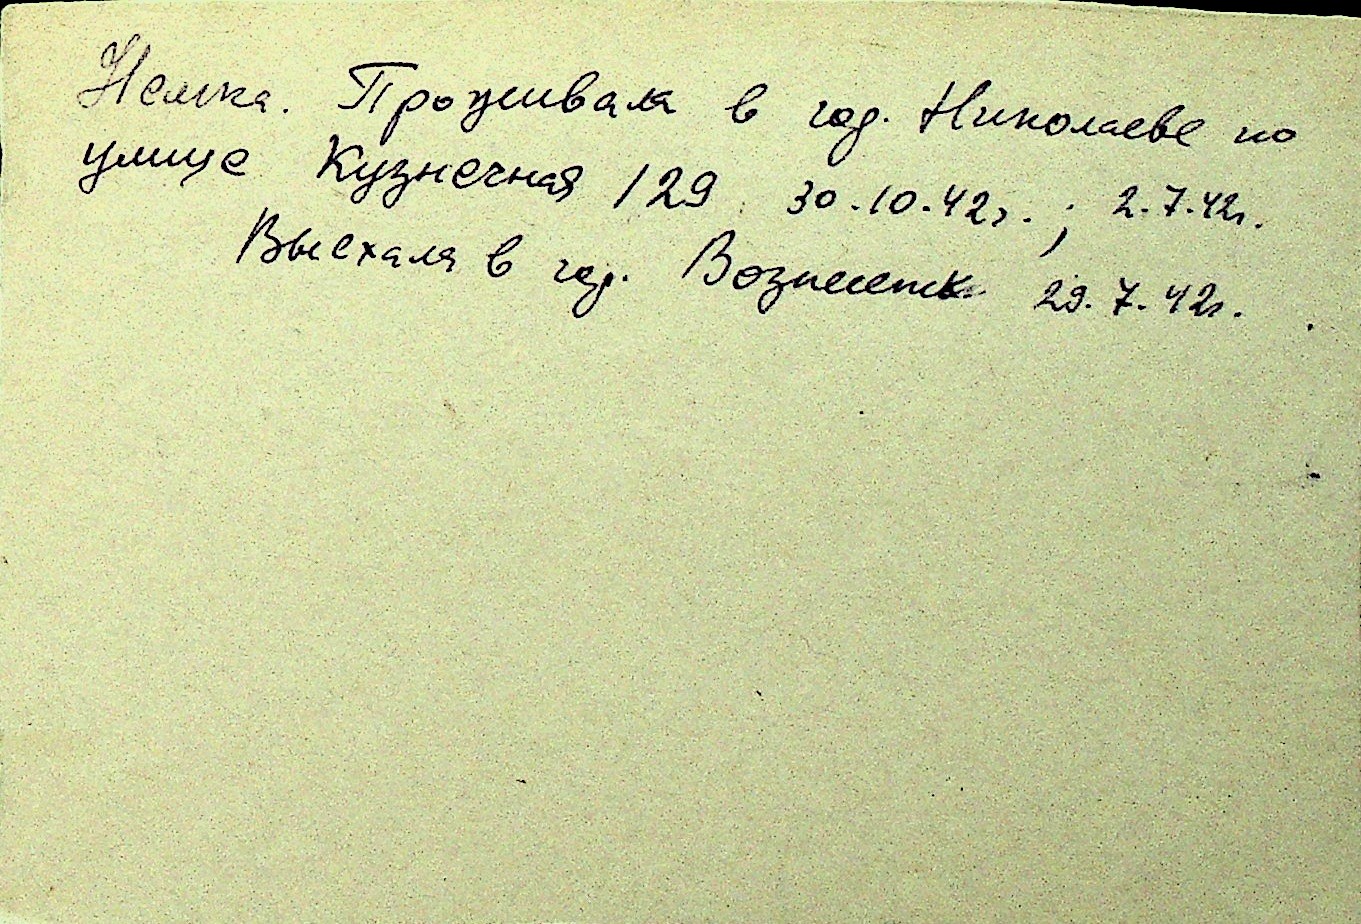 Немка. Проживала в гор. Николаеве по
улице Кузнечная 129 30.10.42г.; 2.7.42г.
Выехала в гор. Вознесенск 29.7.42г.